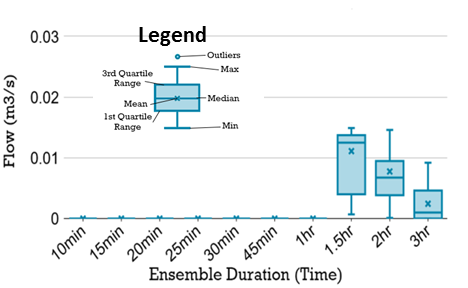 Legend
0.03
0.02
0.01
0
Flow (m3/s)
Outliers
3rd Quartile
Range
Max
Mean
Median
1st Quartile
Range
Min
10min
15min
20min
25min
30min
45min
1hr
1.5hr
2hr
3hr
Ensemble Duration (Time)